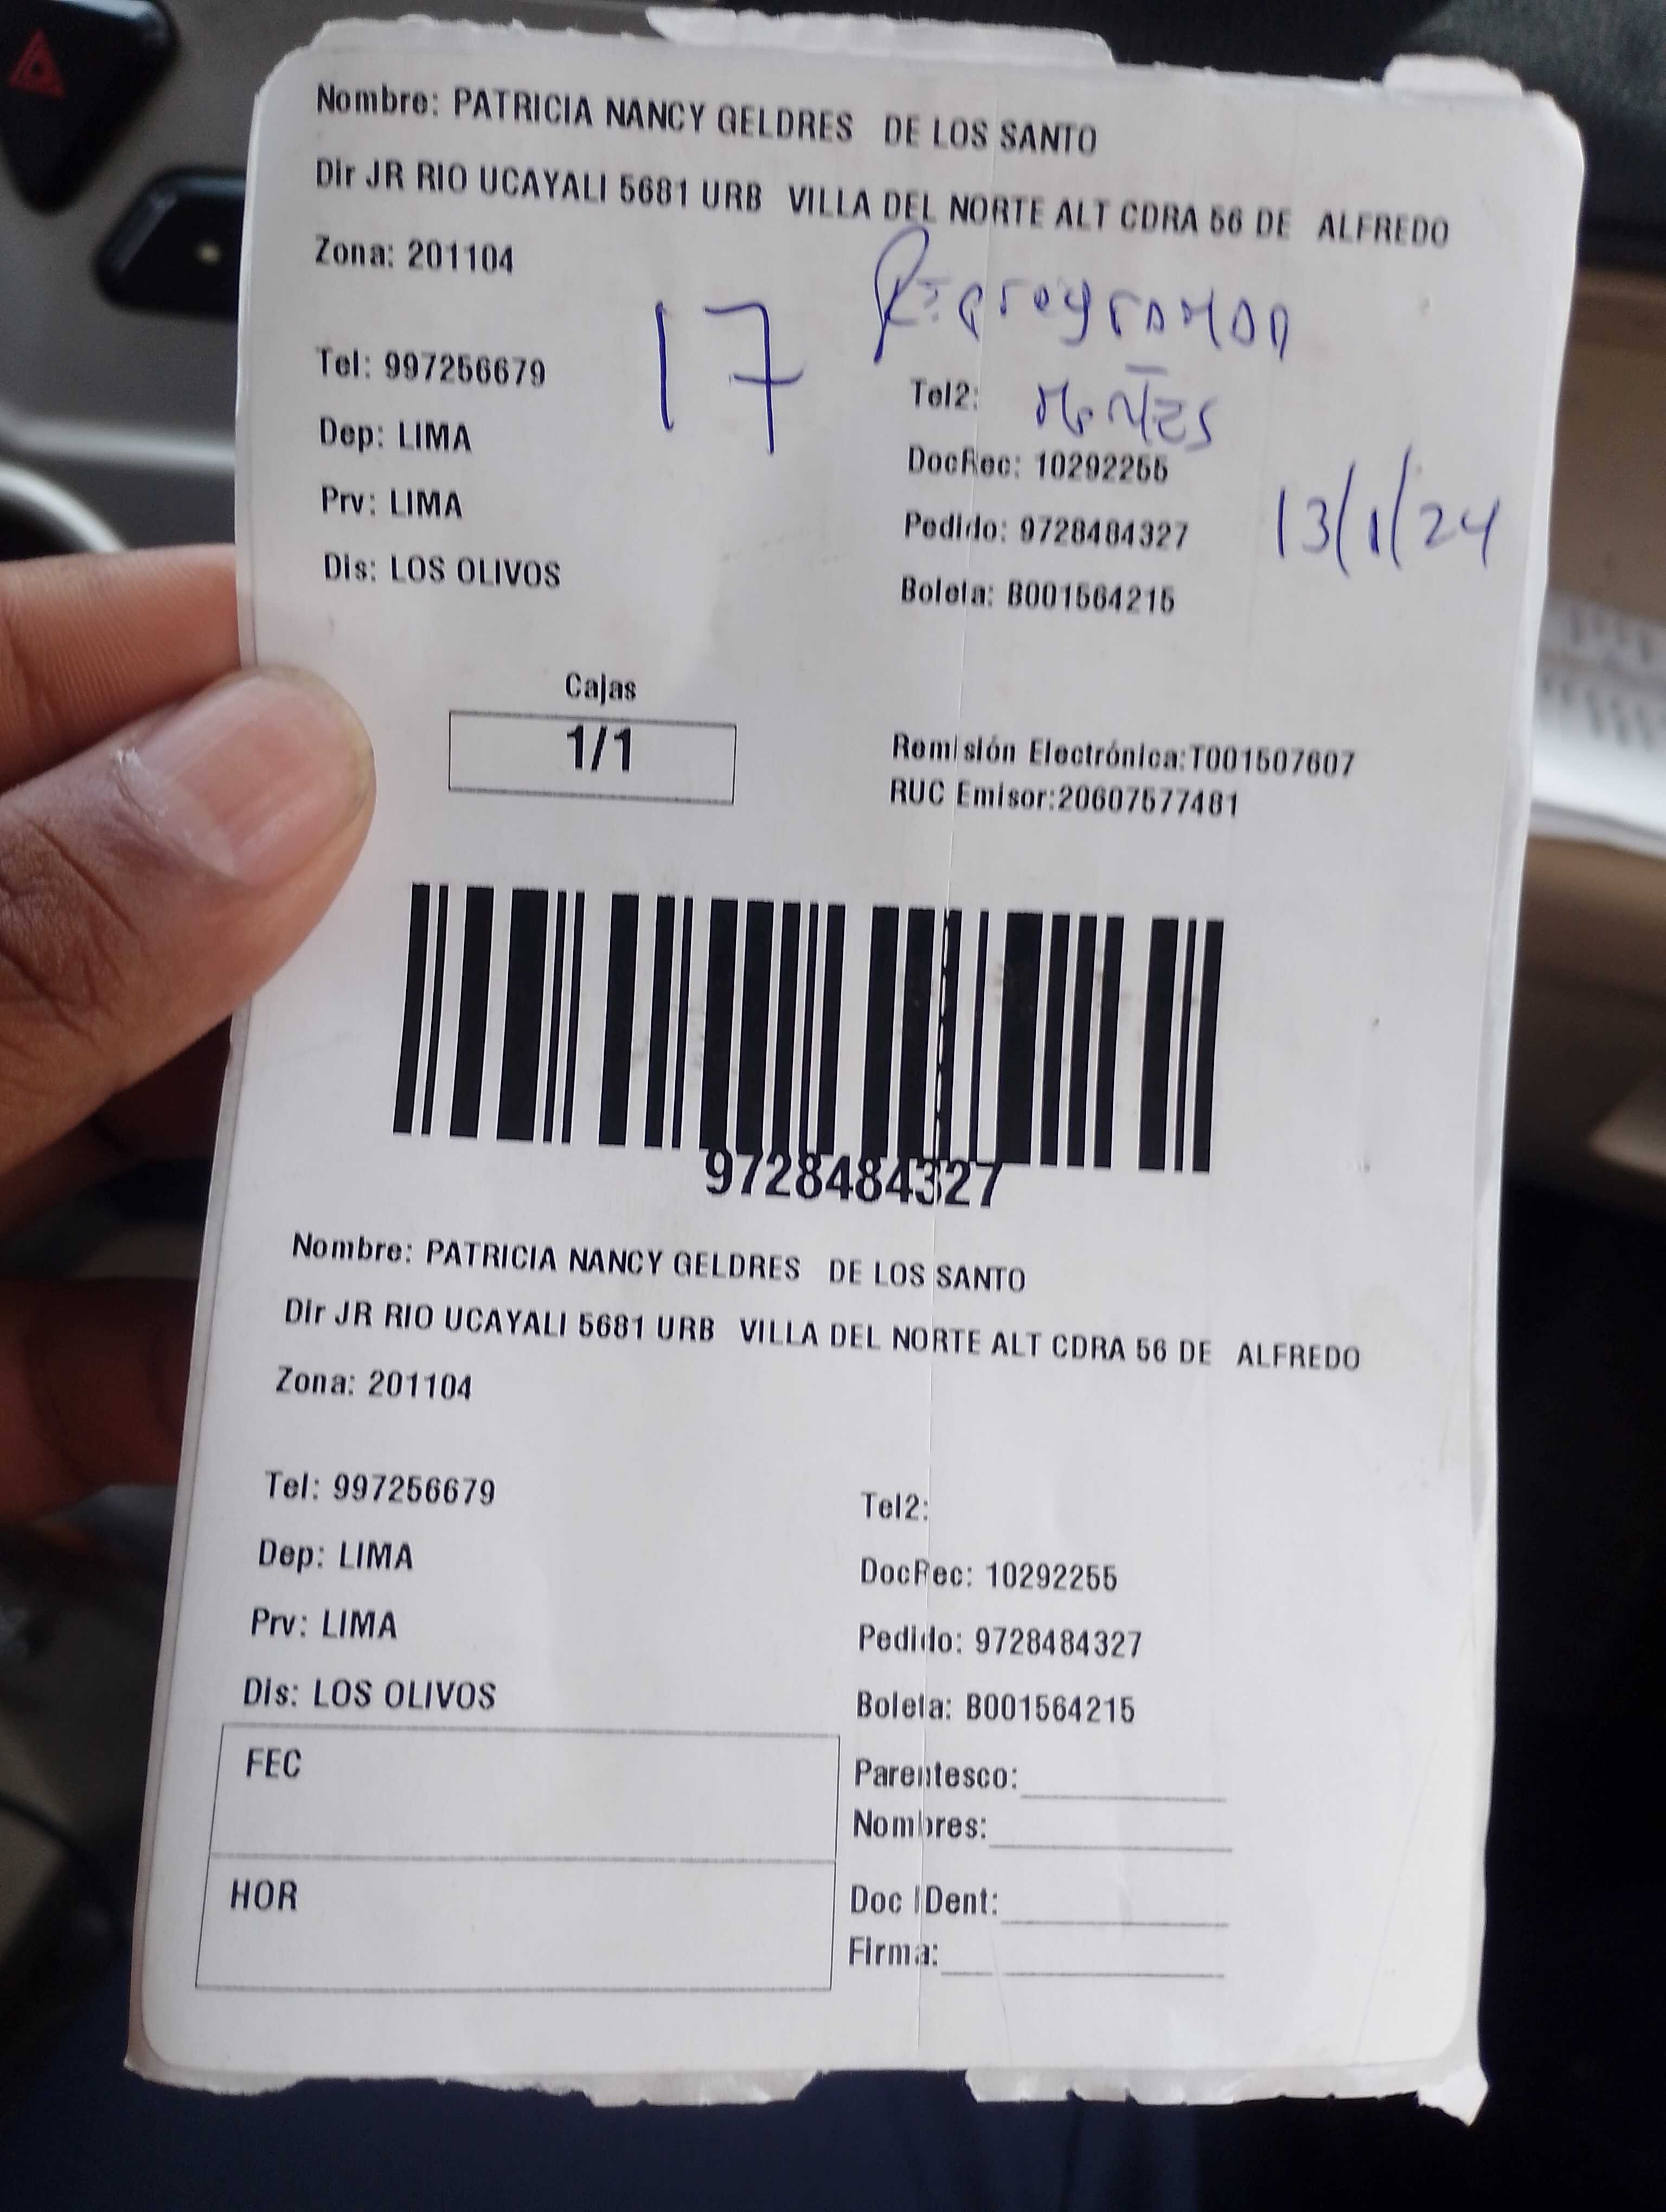 Nombre: PATRICIA NANCY GELDRES DE LOS SANTO
Dir JR RIO UCAYALI 5681 URB VILLA DEL NORTE ALT CDRA 56 DE ALFREDO
Zona: 201104
17
Reprograman
Tel: 997256679
Tel2:
Dep: LIMA
DocRec: 10292255
Prv: LIMA
Pedido: 9728484327
13/1/24
Dis: LOS OLIVOS
Boleta: B001564215
Cajas
1/1
Remisión Electrónica:T001507607
RUC Emisor:20607577481
9728484327
Nombre: PATRICIA NANCY GELDRES DE LOS SANTO
Dir JR RIO UCAYALI 5681 URB VILLA DEL NORTE ALT CDRA 56 DE ALFREDO
Zona: 201104
Tel: 997256679
Tel2:
Dep: LIMA
DocRec: 10292255
Prv: LIMA
Pedido: 9728484327
Dis: LOS OLIVOS
Boleta: B001564215
FEC
Parentesco:
Nombres:
HOR
Doc IDent:
Firma: